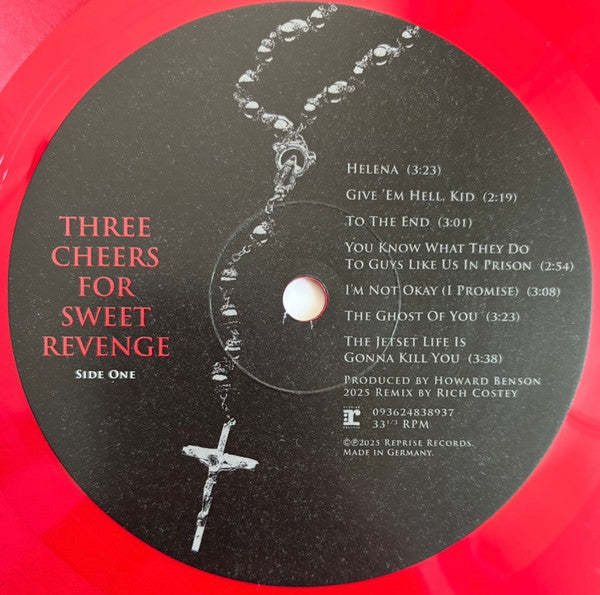 THREE
CHEERS
FOR
SWEET
REVENGE
SIDE ONE
HELENA (3:23)
GIVE 'EM HELL, KID (2:19)
TO THE END (3:01)
YOU KNOW WHAT THEY DO
TO GUYS LIKE US IN PRISON (2:54)
I'M NOT OKAY (I PROMISE) (3:08)
THE GHOST OF YOU (3:23)
THE JETSET LIFE IS
GONNA KILL YOU (3:38)
PRODUCED BY HOWARD BENSON
2025 REMIX BY RICH COSTEY
r
093624838937
33 1/3 RPM
©℗2025 REPRISE RECORDS.
MADE IN GERMANY.